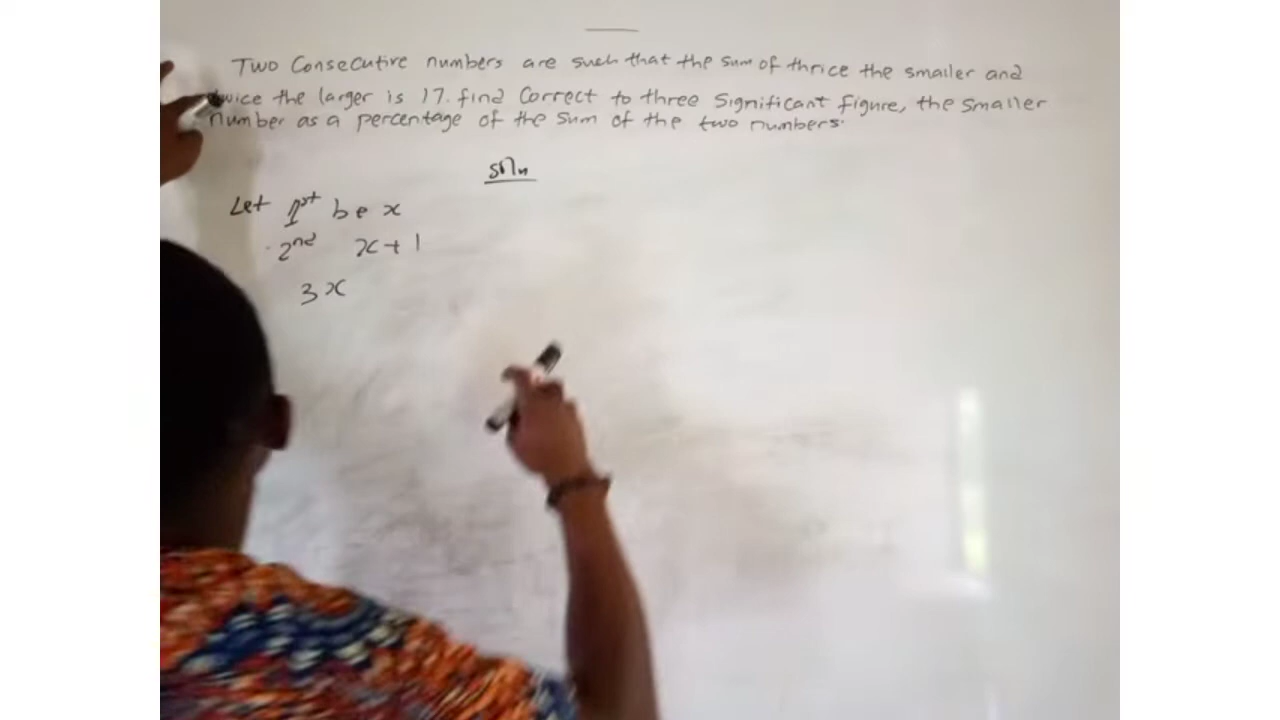 Two Consecutive numbers are such that the sum of thrice the smaller and
twice the larger is 17. find Correct to three Significant figure, the smaller
number as a percentage of the sum of the two numbers.
soln
Let 1st be x
2nd x + 1
3x